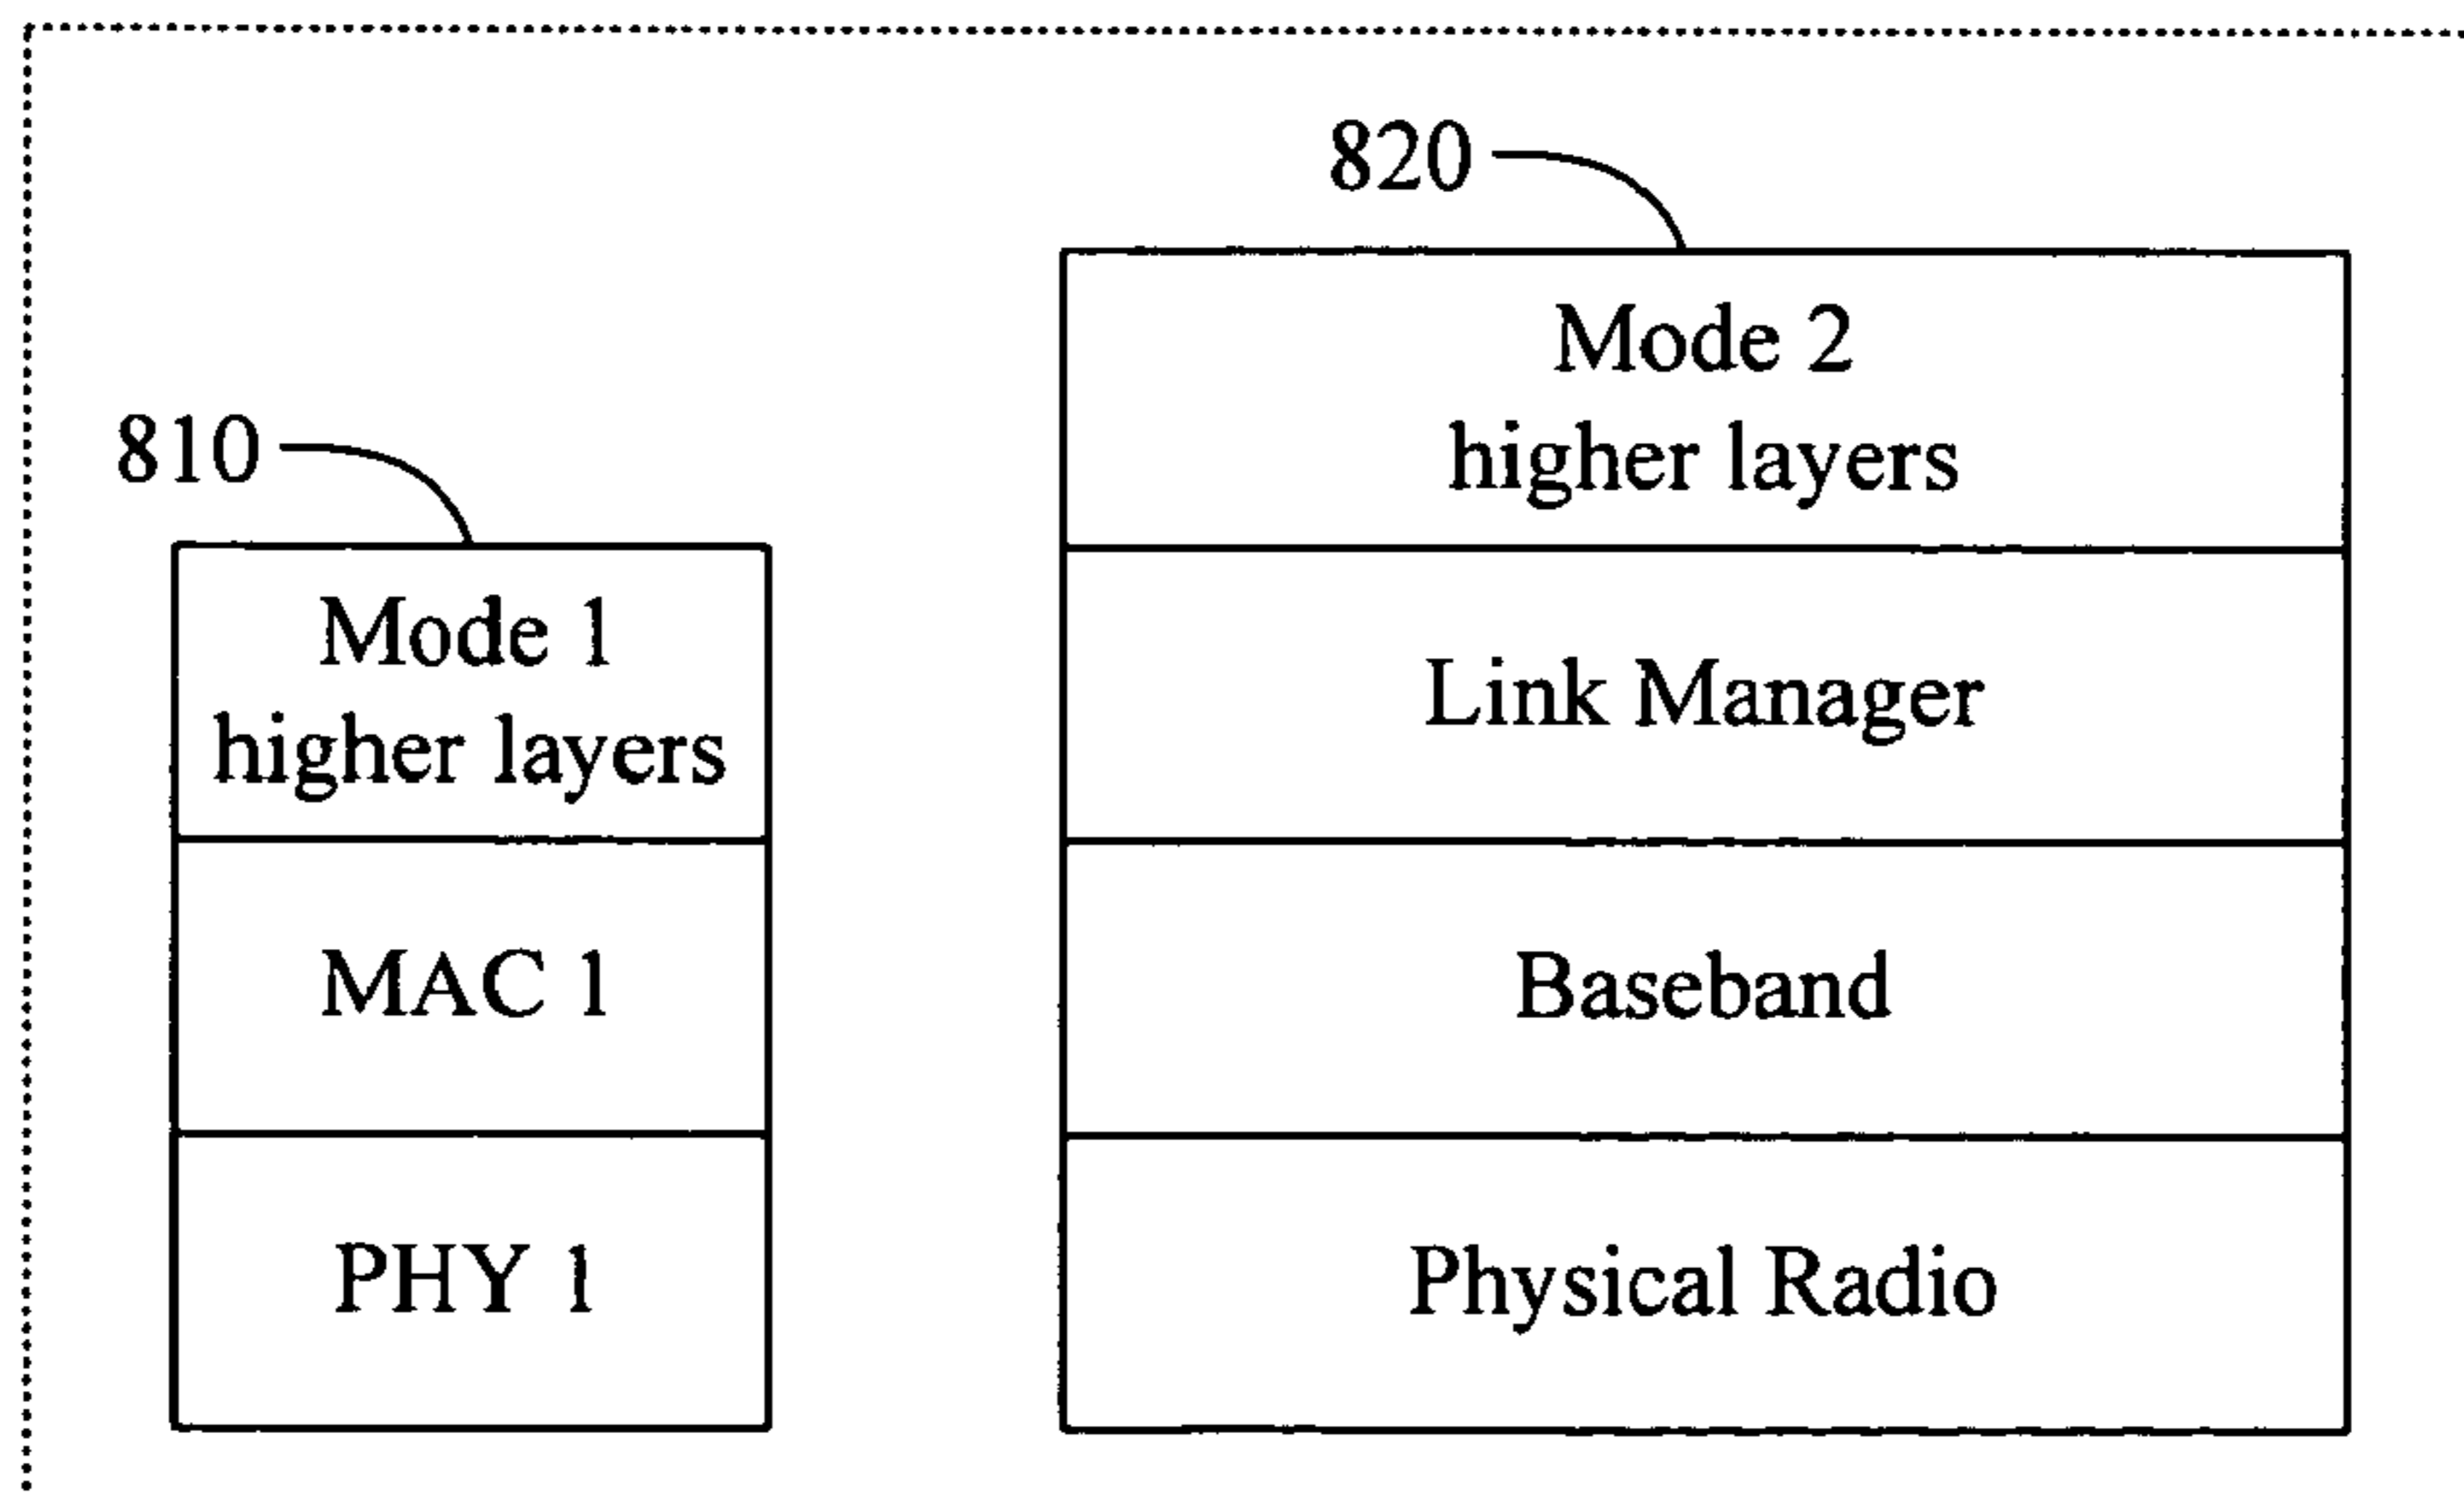 820
Mode 2
higher layers
810
Mode 1
higher layers
Link Manager
MAC 1
Baseband
PHY 1
Physical Radio